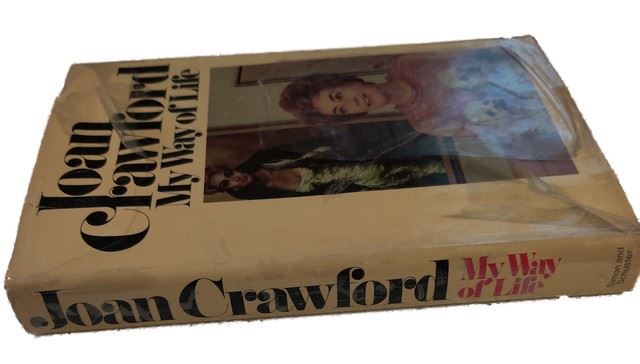 Joan
Crawford
My Way of Life
Joan Crawford
My Way
of Life
Simon and
Schuster